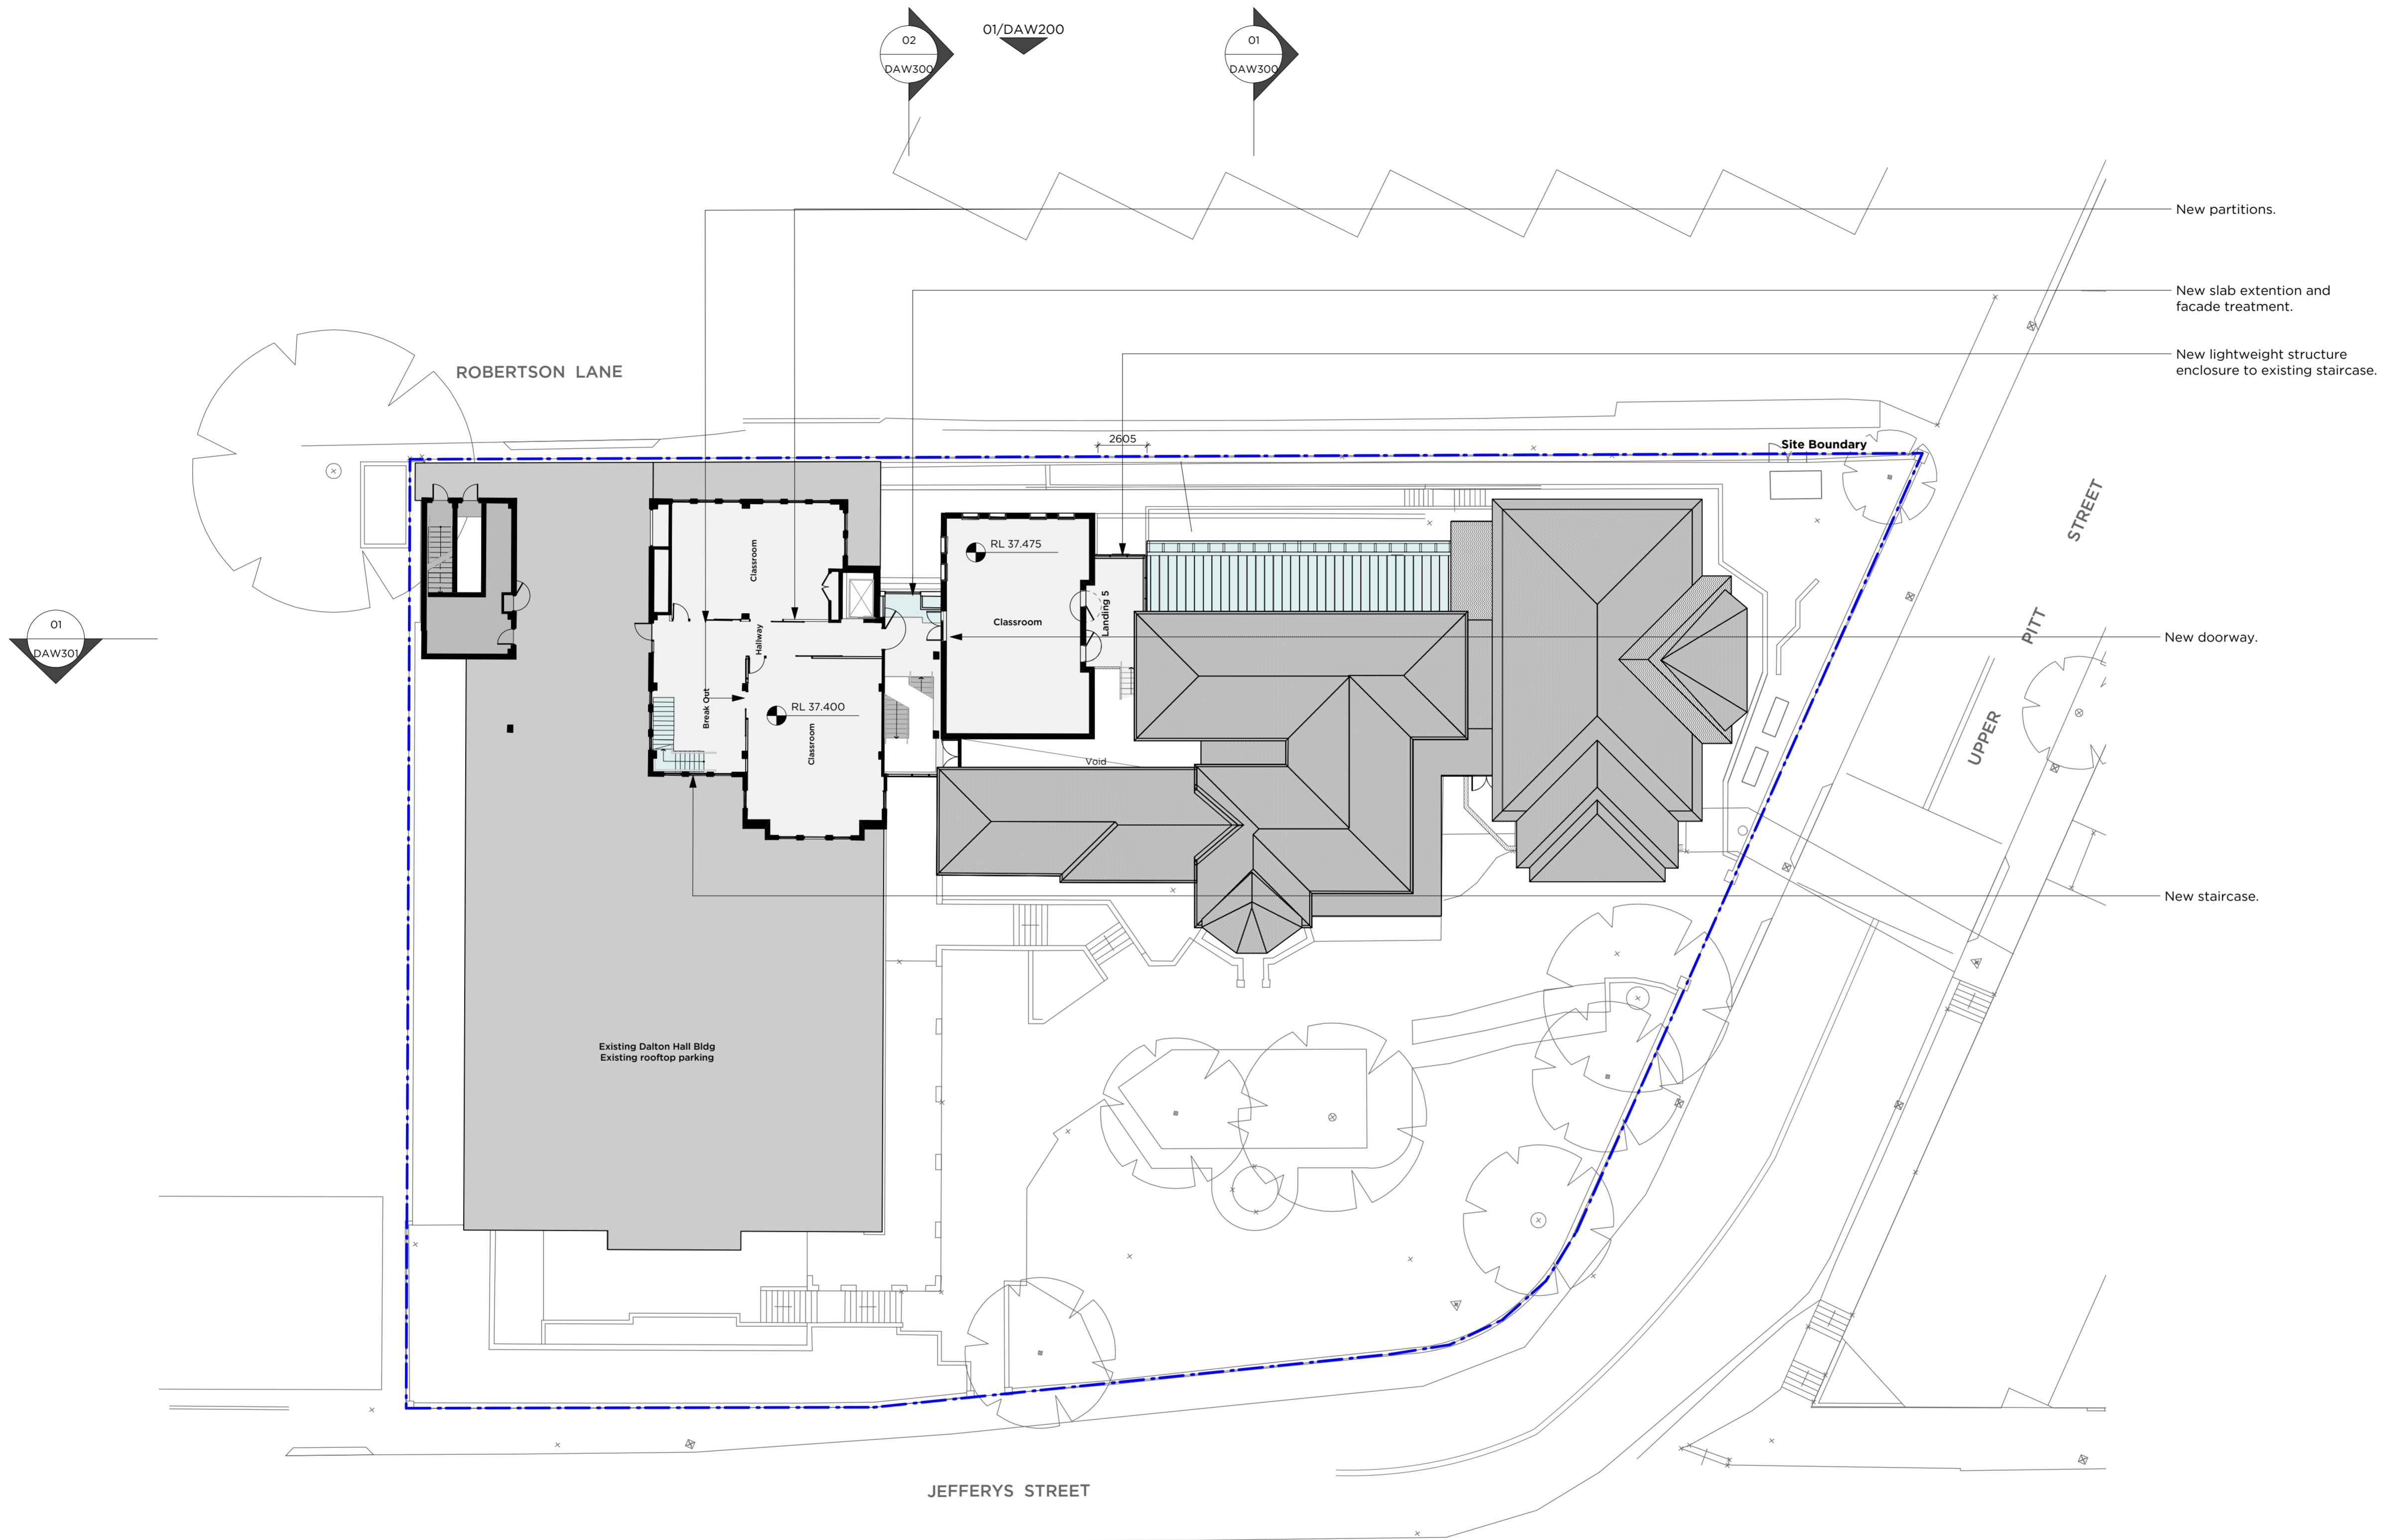 02
DAW300
01/DAW200
01
DAW300
New partitions.
New slab extention and
facade treatment.
New lightweight structure
enclosure to existing staircase.
ROBERTSON LANE
2605
Site Boundary
UPPER PITT STREET
RL 37.475
Classroom
Classroom
Landing 5
Hallway
01
DAW301
New doorway.
Break Out
RL 37.400
Classroom
Void
New staircase.
Existing Dalton Hall Bldg
Existing rooftop parking
JEFFERYS STREET